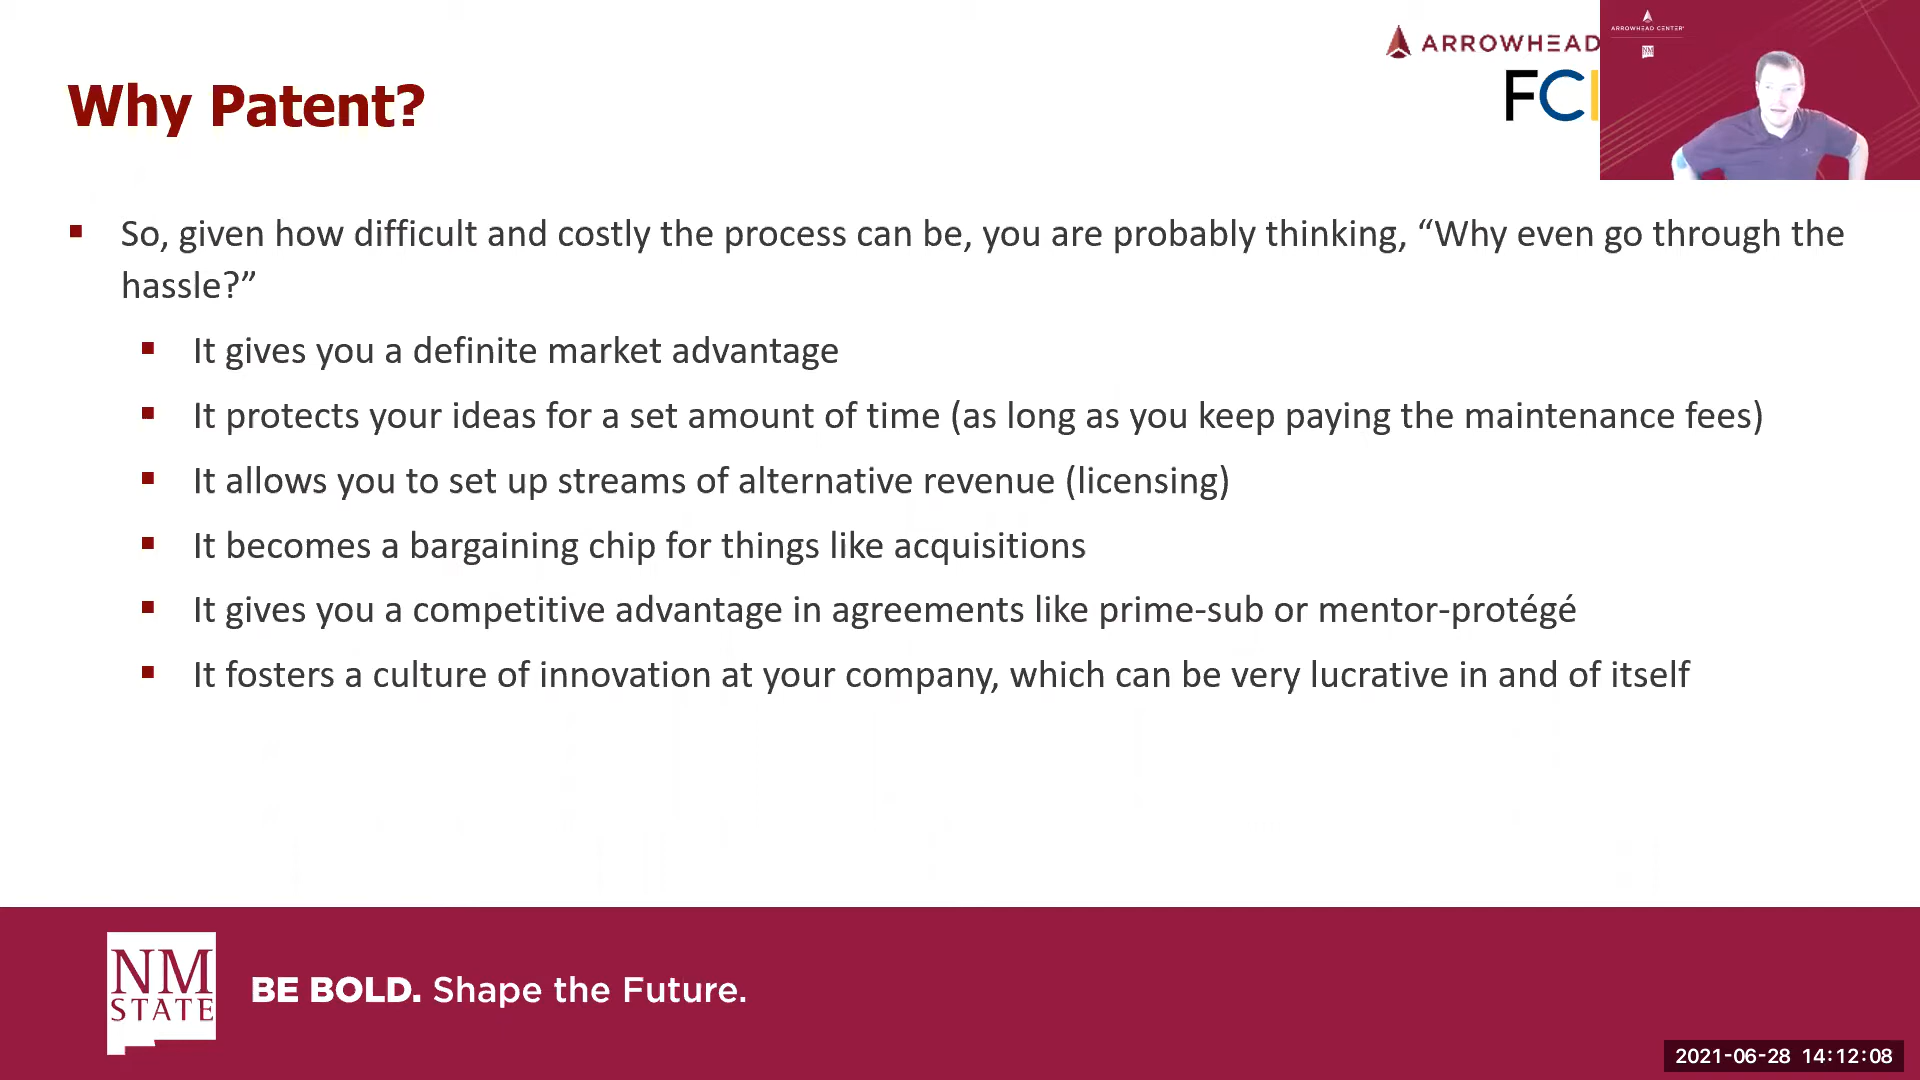 ARROWHEAD
ARROWHEAD CENTER
NM
FCI
Why Patent?
▪ So, given how difficult and costly the process can be, you are probably thinking, “Why even go through the
hassle?”
▪ It gives you a definite market advantage
▪ It protects your ideas for a set amount of time (as long as you keep paying the maintenance fees)
▪ It allows you to set up streams of alternative revenue (licensing)
▪ It becomes a bargaining chip for things like acquisitions
▪ It gives you a competitive advantage in agreements like prime-sub or mentor-protégé
▪ It fosters a culture of innovation at your company, which can be very lucrative in and of itself
NM
STATE
BE BOLD. Shape the Future.
2021-06-28 14:12:08